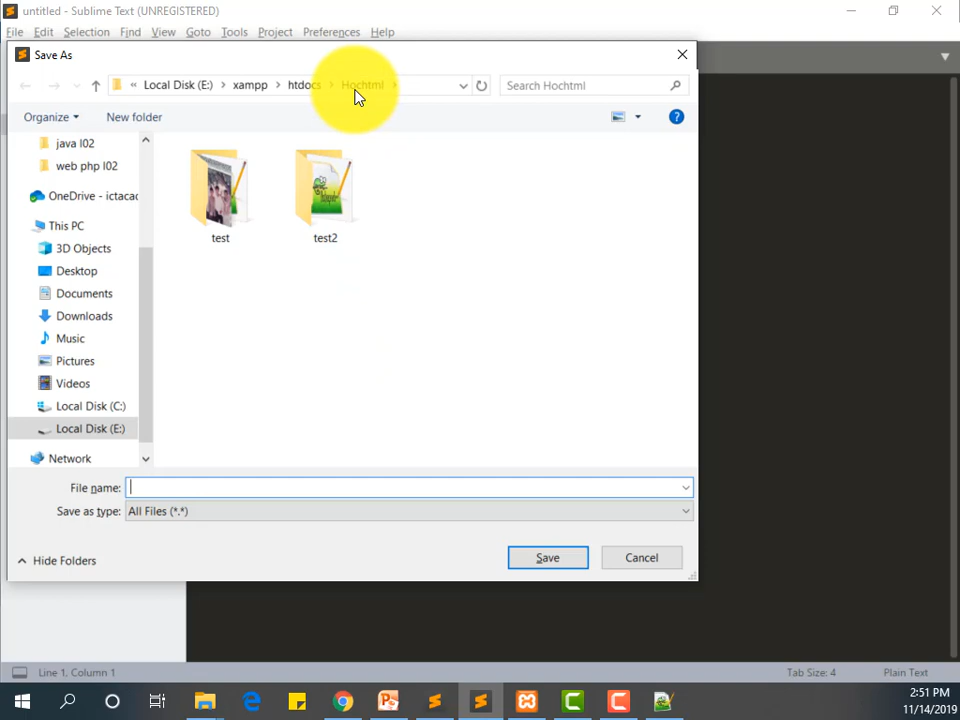 untitled - Sublime Text (UNREGISTERED)
File Edit Selection Find View Goto Tools Project Preferences Help
Save As
« Local Disk (E:) › xampp › htdocs › Hochtml ›
Search Hochtml
Organize
New folder
java l02
web php l02
OneDrive - ictacac
This PC
3D Objects
Desktop
Documents
Downloads
Music
Pictures
Videos
Local Disk (C:)
Local Disk (E:)
Network
test
test2
File name:
Save as type: All Files (*.*)
Hide Folders
Save
Cancel
Line 1, Column 1
Tab Size: 4
Plain Text
2:51 PM
11/14/2019